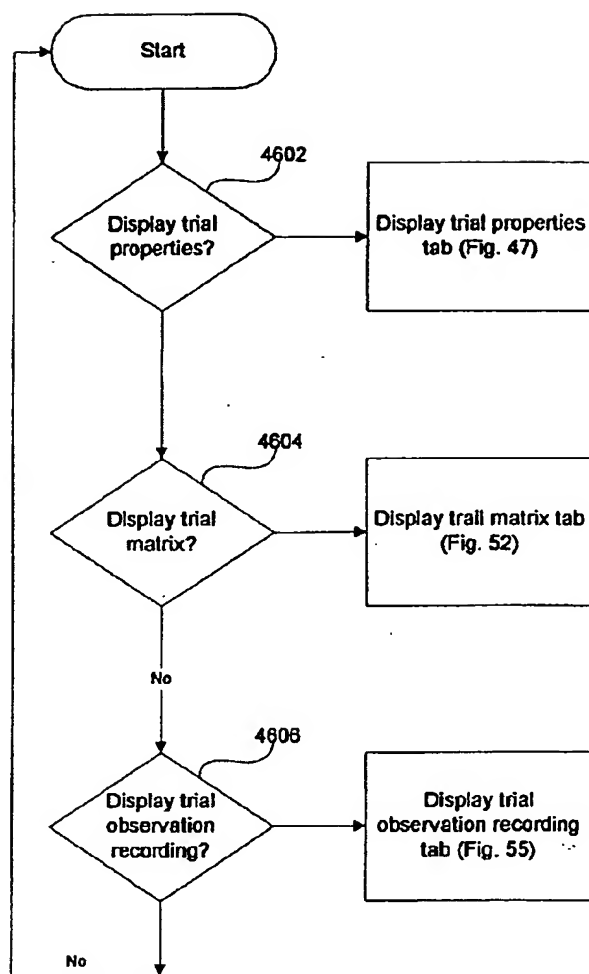 Start
4602
Display trial
properties?
Display trial properties
tab (Fig. 47)
4604
Display trial
matrix?
Display trail matrix tab
(Fig. 52)
No
4606
Display trial
observation
recording?
Display trial
observation recording
tab (Fig. 55)
No